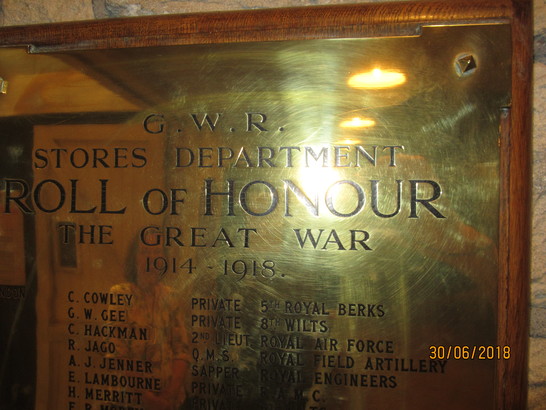 G.W.R.
STORES DEPARTMENT
ROLL OF HONOUR
THE GREAT WAR
1914-1918.
C. COWLEY PRIVATE 5TH ROYAL BERKS
G. W. GEE PRIVATE 8TH WILTS
C. HACKMAN 2ND LIEUT. ROYAL AIR FORCE
R. JAGO Q.M.S. ROYAL FIELD ARTILLERY
A. J. JENNER SAPPER ROYAL ENGINEERS
E. LAMBOURNE PRIVATE R.A.M.C.
H. MERRITT PRIVATE
30/06/2018